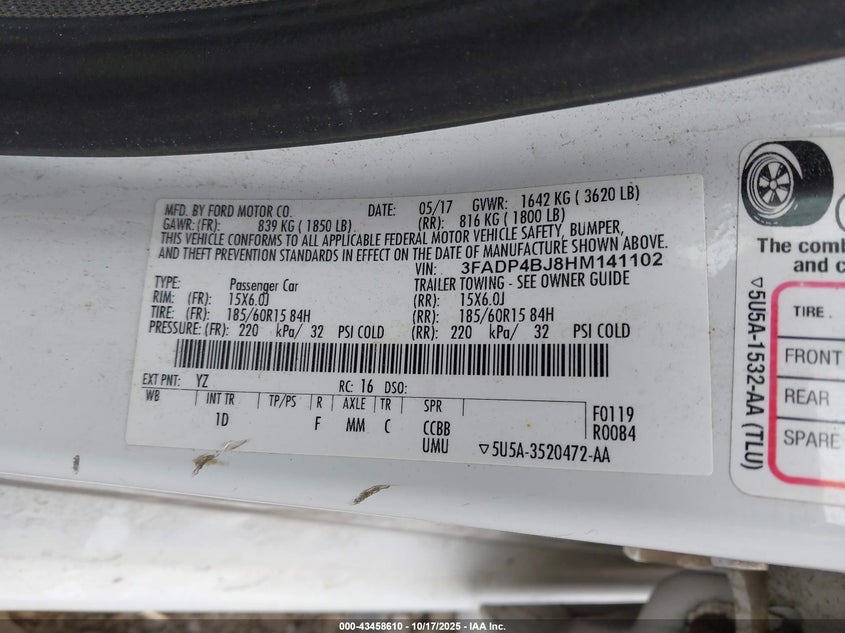 MFD. BY FORD MOTOR CO. DATE: 05/17 GVWR: 1642 KG ( 3620 LB)
GAWR: (FR): 839 KG ( 1850 LB) (RR): 816 KG ( 1800 LB)
THIS VEHICLE CONFORMS TO ALL APPLICABLE FEDERAL MOTOR VEHICLE SAFETY, BUMPER,
AND THEFT PREVENTION STANDARDS IN EFFECT ON THE DATE OF MANUFACTURE SHOWN ABOVE.
VIN: 3FADP4BJ8HM141102
TYPE: Passenger Car TRAILER TOWING - SEE OWNER GUIDE
RIM: (FR): 15X6.0J (RR): 15X6.0J
TIRE: (FR): 185/60R15 84H (RR): 185/60R15 84H
PRESSURE: (FR): 220 kPa/ 32 PSI COLD (RR): 220 kPa/ 32 PSI COLD
EXT PNT: YZ RC: 16 DSO:
WB INT TR TP/PS R AXLE TR SPR
1D F MM C CCBB
UMU
F0119
R0084
▽5U5A-3520472-AA
▽5U5A-1532-AA (TLU)
The comb
and c
TIRE
FRONT
REAR
SPARE
000-43458610 | 10/17/2025 | IAA Inc.